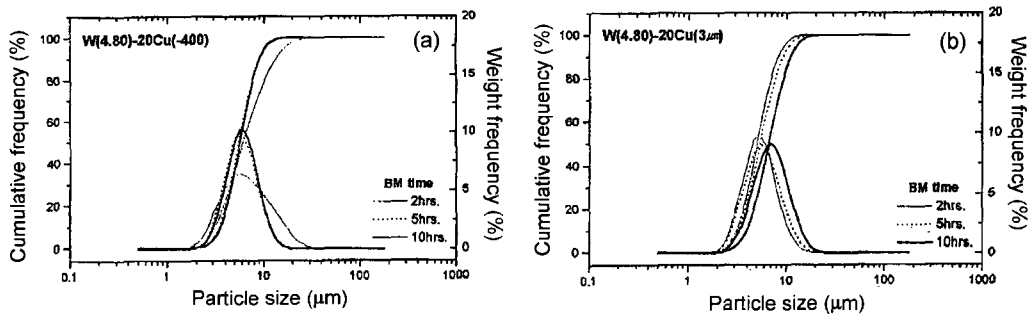 W(4.80)-20Cu(-400)
(a)
Cumulative frequency (%)
100
80
60
40
20
0
Weight frequency (%)
20
15
10
5
0
BM time
2hrs.
5hrs.
10hrs.
0.1
1
10
100
1000
Particle size (μm)
W(4.80)-20Cu(3㎛)
(b)
Cumulative frequency (%)
100
80
60
40
20
0
Weight frequency (%)
20
15
10
5
0
BM time
2hrs.
5hrs.
10hrs.
0.1
1
10
100
1000
Particle size (μm)